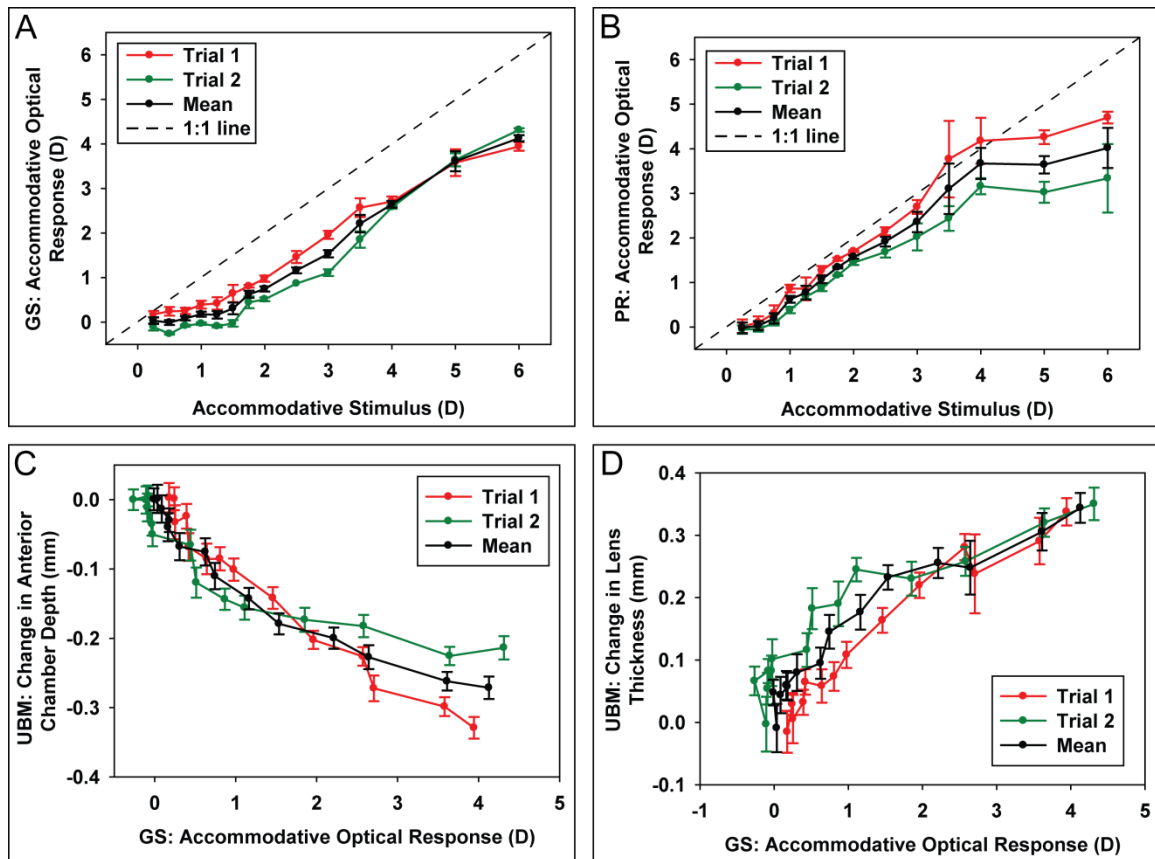 A
Trial 1
Trial 2
Mean
1:1 line
GS: Accommodative Optical
Response (D)
6
5
4
3
2
1
0
0 1 2 3 4 5 6
Accommodative Stimulus (D)
B
Trial 1
Trial 2
Mean
1:1 line
PR: Accommodative Optical
Response (D)
6
5
4
3
2
1
0
0 1 2 3 4 5 6
Accommodative Stimulus (D)
C
Trial 1
Trial 2
Mean
UBM: Change in Anterior
Chamber Depth (mm)
0.0
-0.1
-0.2
-0.3
-0.4
0 1 2 3 4 5
GS: Accommodative Optical Response (D)
D
Trial 1
Trial 2
Mean
UBM: Change in Lens
Thickness (mm)
0.4
0.3
0.2
0.1
0.0
-0.1
-1 0 1 2 3 4 5
GS: Accommodative Optical Response (D)